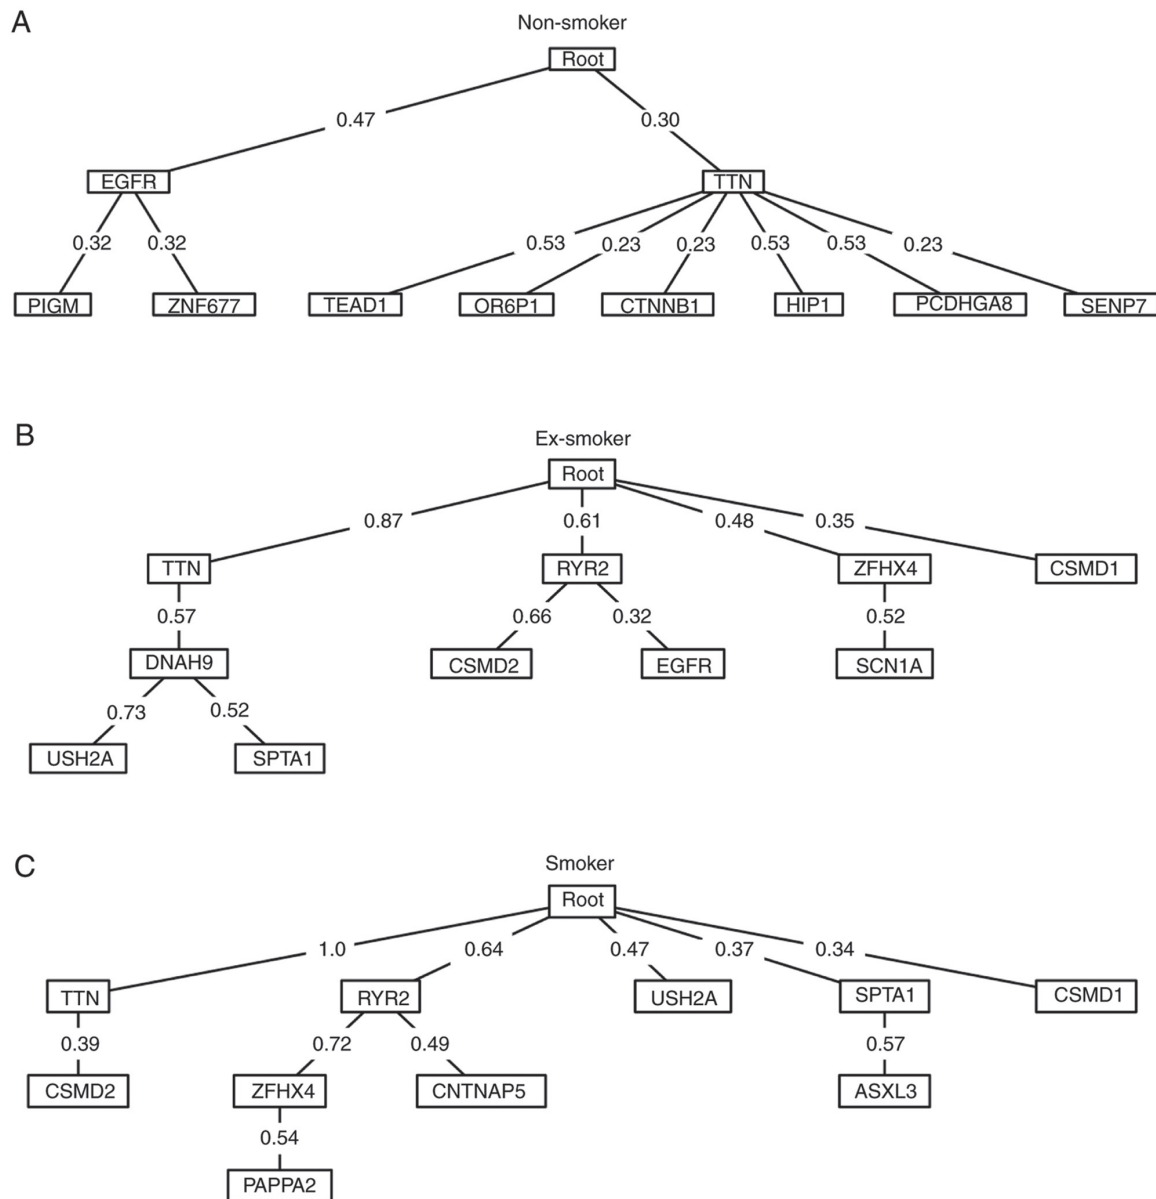 A
Non-smoker
Root
0.47
0.30
EGFR
TTN
0.32
0.32
0.53
0.23
0.23
0.53
0.53
0.23
PIGM
ZNF677
TEAD1
OR6P1
CTNNB1
HIP1
PCDHGA8
SENP7
B
Ex-smoker
Root
0.87
0.61
0.48
0.35
TTN
RYR2
ZFHX4
CSMD1
0.57
0.66
0.32
0.52
DNAH9
CSMD2
EGFR
SCN1A
0.73
0.52
USH2A
SPTA1
C
Smoker
Root
1.0
0.64
0.47
0.37
0.34
TTN
RYR2
USH2A
SPTA1
CSMD1
0.39
0.72
0.49
0.57
CSMD2
ZFHX4
CNTNAP5
ASXL3
0.54
PAPPA2